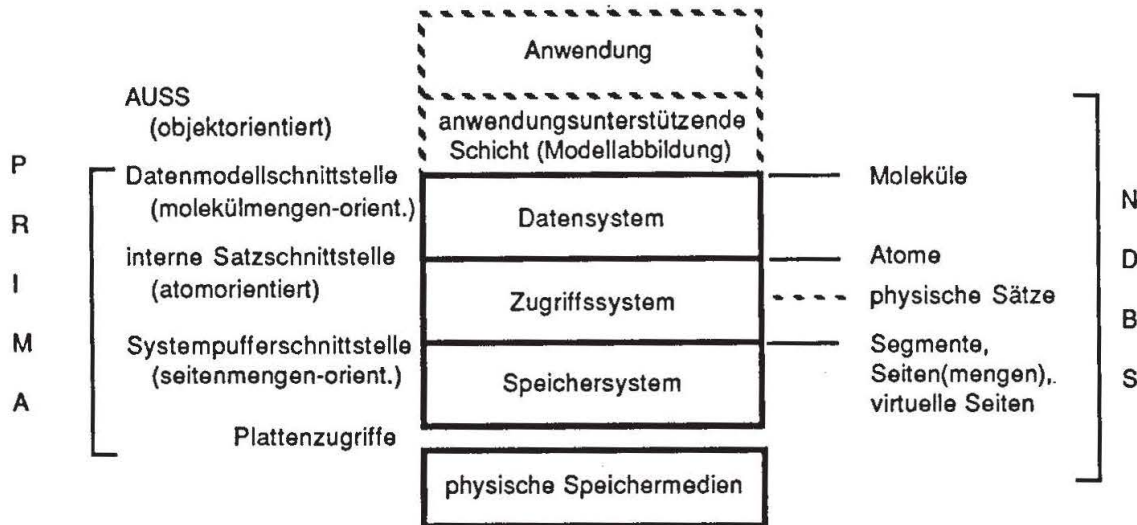 Anwendung
AUSS
(objektorientiert)
anwendungsunterstützende
Schicht (Modellabbildung)
P R I M A
Datenmodellschnittstelle
(molekülmengen-orient.)
Datensystem
Moleküle
interne Satzschnittstelle
(atomorientiert)
Zugriffssystem
Atome
physische Sätze
Systempufferschnittstelle
(seitenmengen-orient.)
Speichersystem
Segmente,
Seiten(mengen),
virtuelle Seiten
N D B S
Plattenzugriffe
physische Speichermedien